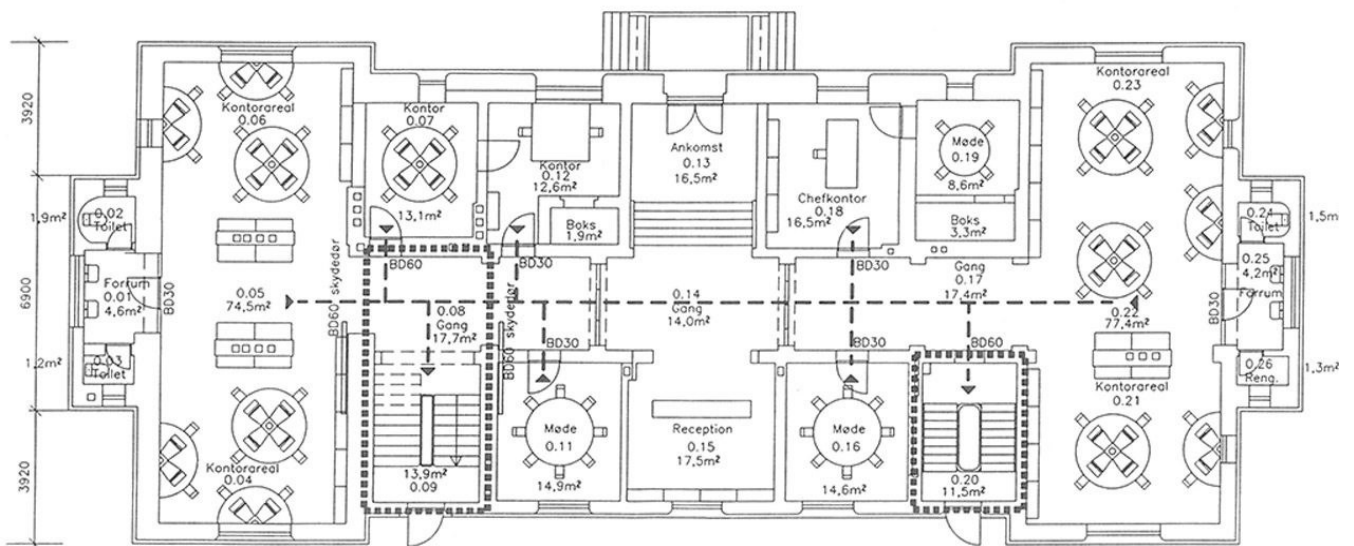 3920
6900
3920
Kontorareal
0.06
Kontor
0.07
13,1m²
Kontor
0.12
12,6m²
Boks
1,9m²
Ankomst
0.13
16,5m²
Chefkontor
0.18
16,5m²
Møde
0.19
8,6m²
Boks
3,3m²
Kontorareal
0.23
1,9m²
0.02
Toilet
Forrum
0.01
4,6m²
BD30
1,2m²
0.03
Toilet
0.05
74,5m²
BD60 skydedør
BD60
0.08
Gang
17,7m²
BD60 skydedør
BD30
BD30
0.14
Gang
14,0m²
BD30
BD30
Gang
0.17
17,4m²
BD60
0.22
77,4m²
BD30
0.24
Toilet
1,5m
0.25
4,2m²
Forrum
0.26
Reng.
1,3m²
Kontorareal
0.21
Kontorareal
0.04
13,9m²
0.09
Møde
0.11
14,9m²
Reception
0.15
17,5m²
Møde
0.16
14,6m²
0.20
11,5m²